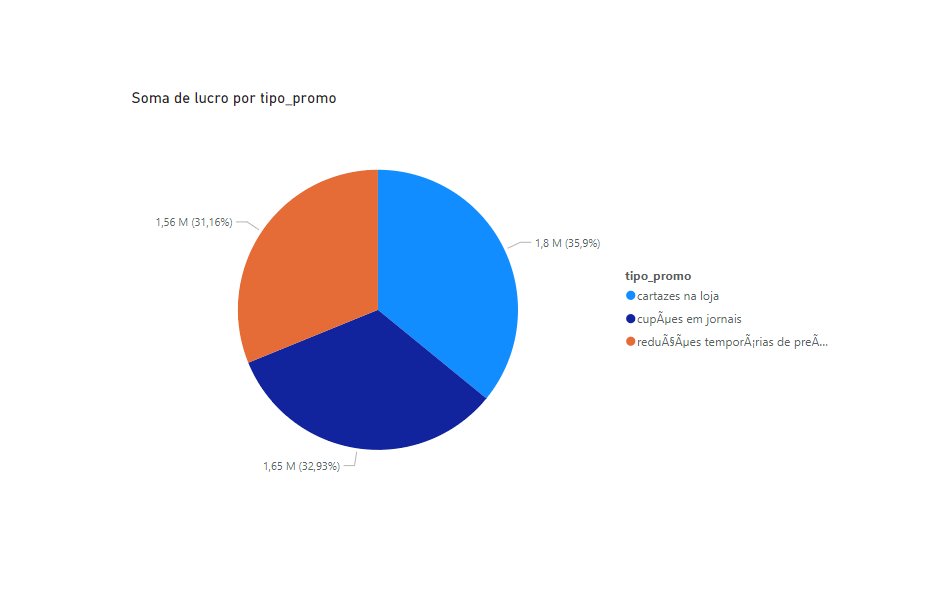 Soma de lucro por tipo_promo
1,56 M (31,16%)
1,8 M (35,9%)
1,65 M (32,93%)
tipo_promo
cartazes na loja
cupÃµes em jornais
reduÃ§Ãµes temporÃ¡rias de preÃ...